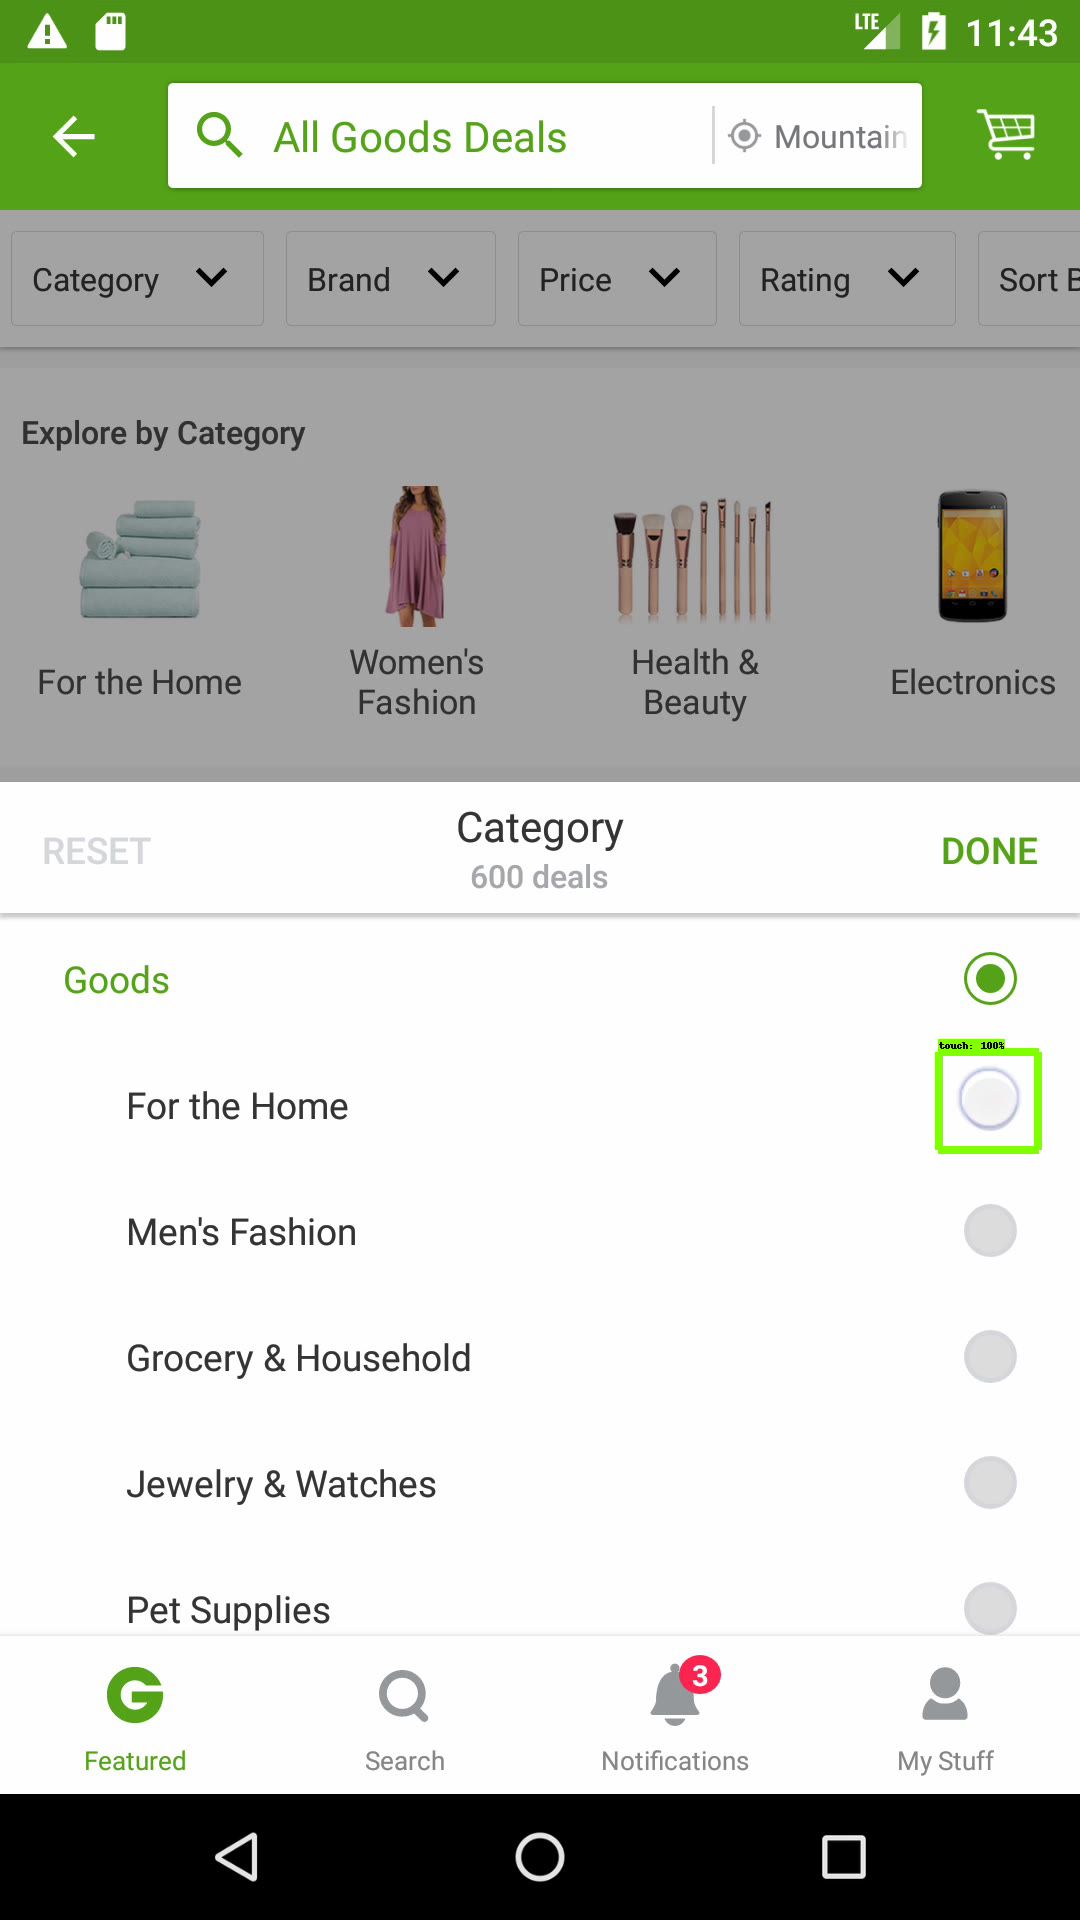 LTE 11:43
All Goods Deals Mountain
Category Brand Price Rating Sort B
Explore by Category
For the Home
Women's
Fashion
Health &
Beauty
Electronics
RESET Category DONE
600 deals
Goods
touch: 100%
For the Home
Men's Fashion
Grocery & Household
Jewelry & Watches
Pet Supplies
3
Featured Search Notifications My Stuff